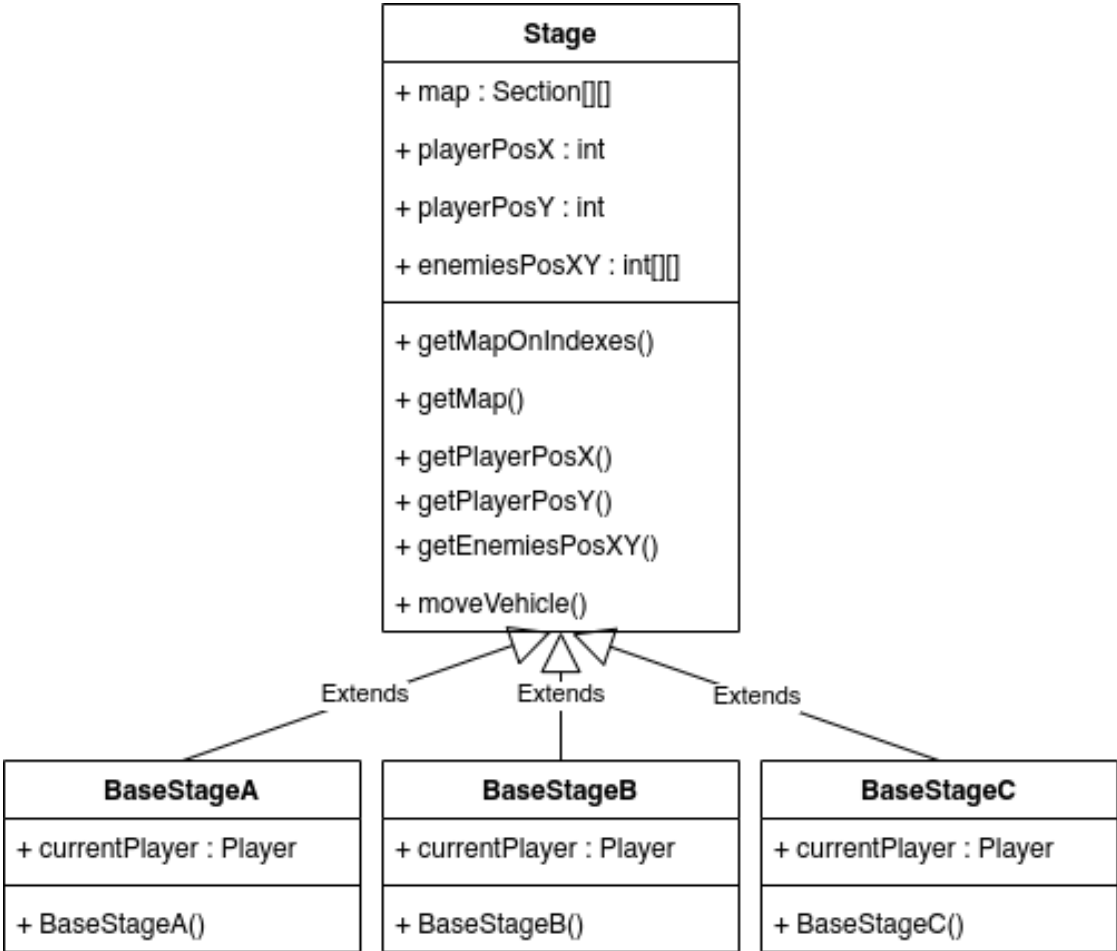 Stage
+ map : Section[][]
+ playerPosX : int
+ playerPosY : int
+ enemiesPosXY : int[][]
+ getMapOnIndexes()
+ getMap()
+ getPlayerPosX()
+ getPlayerPosY()
+ getEnemiesPosXY()
+ moveVehicle()
Extends
Extends
Extends
BaseStageA
+ currentPlayer : Player
+ BaseStageA()
BaseStageB
+ currentPlayer : Player
+ BaseStageB()
BaseStageC
+ currentPlayer : Player
+ BaseStageC()